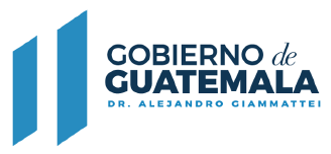 GOBIERNO de
GUATEMALA
DR. ALEJANDRO GIAMMATTEI